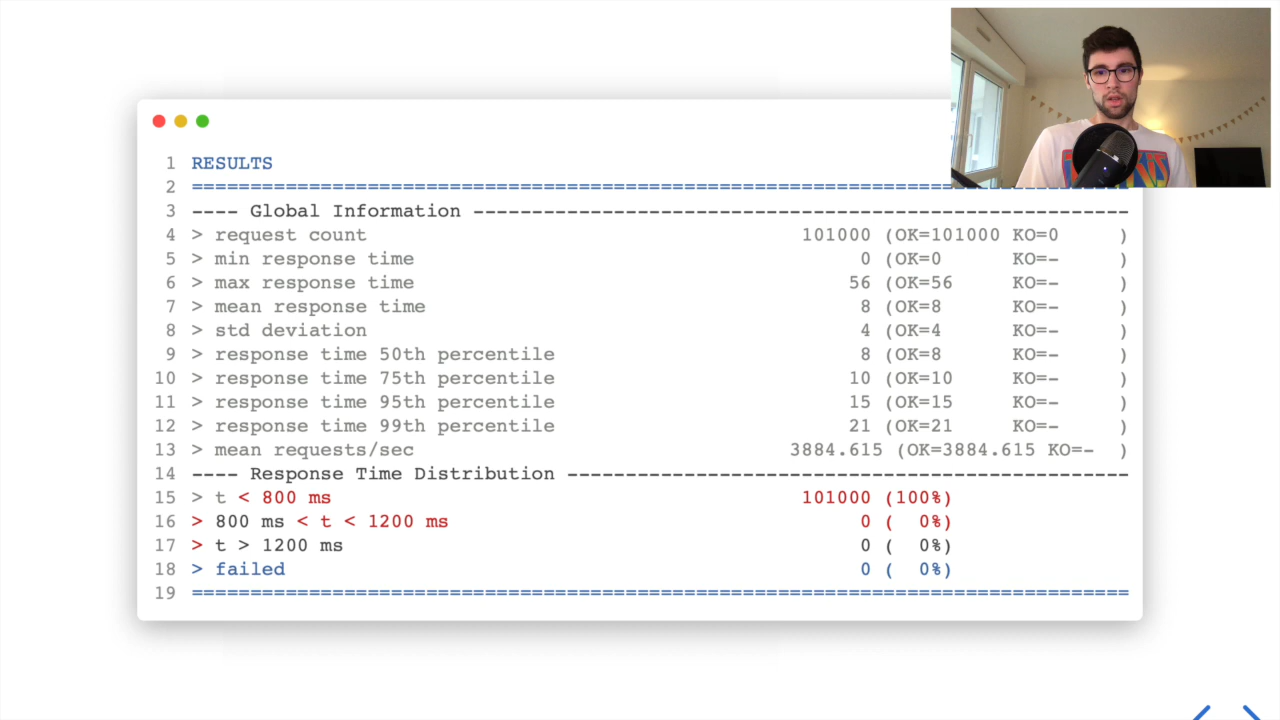 1 RESULTS
2 ================================================================================
3 ---- Global Information --------------------------------------------------------
4 > request count 101000 (OK=101000 KO=0 )
5 > min response time 0 (OK=0 KO=- )
6 > max response time 56 (OK=56 KO=- )
7 > mean response time 8 (OK=8 KO=- )
8 > std deviation 4 (OK=4 KO=- )
9 > response time 50th percentile 8 (OK=8 KO=- )
10 > response time 75th percentile 10 (OK=10 KO=- )
11 > response time 95th percentile 15 (OK=15 KO=- )
12 > response time 99th percentile 21 (OK=21 KO=- )
13 > mean requests/sec 3884.615 (OK=3884.615 KO=- )
14 ---- Response Time Distribution ------------------------------------------------
15 > t < 800 ms 101000 (100%)
16 > 800 ms < t < 1200 ms 0 ( 0%)
17 > t > 1200 ms 0 ( 0%)
18 > failed 0 ( 0%)
19 ================================================================================